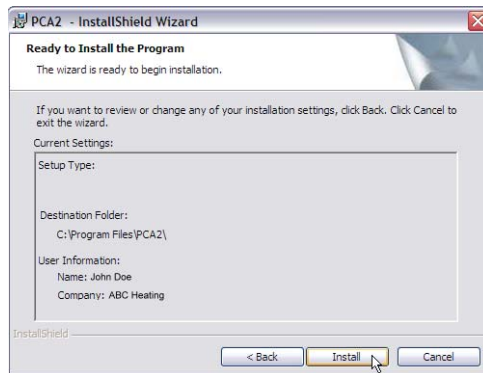 PCA2 - InstallShield Wizard
Ready to Install the Program
The wizard is ready to begin installation.
If you want to review or change any of your installation settings, click Back. Click Cancel to
exit the wizard.
Current Settings:
Setup Type:
Destination Folder:
C:\Program Files\PCA2\
User Information:
Name: John Doe
Company: ABC Heating
InstallShield
< Back Install Cancel